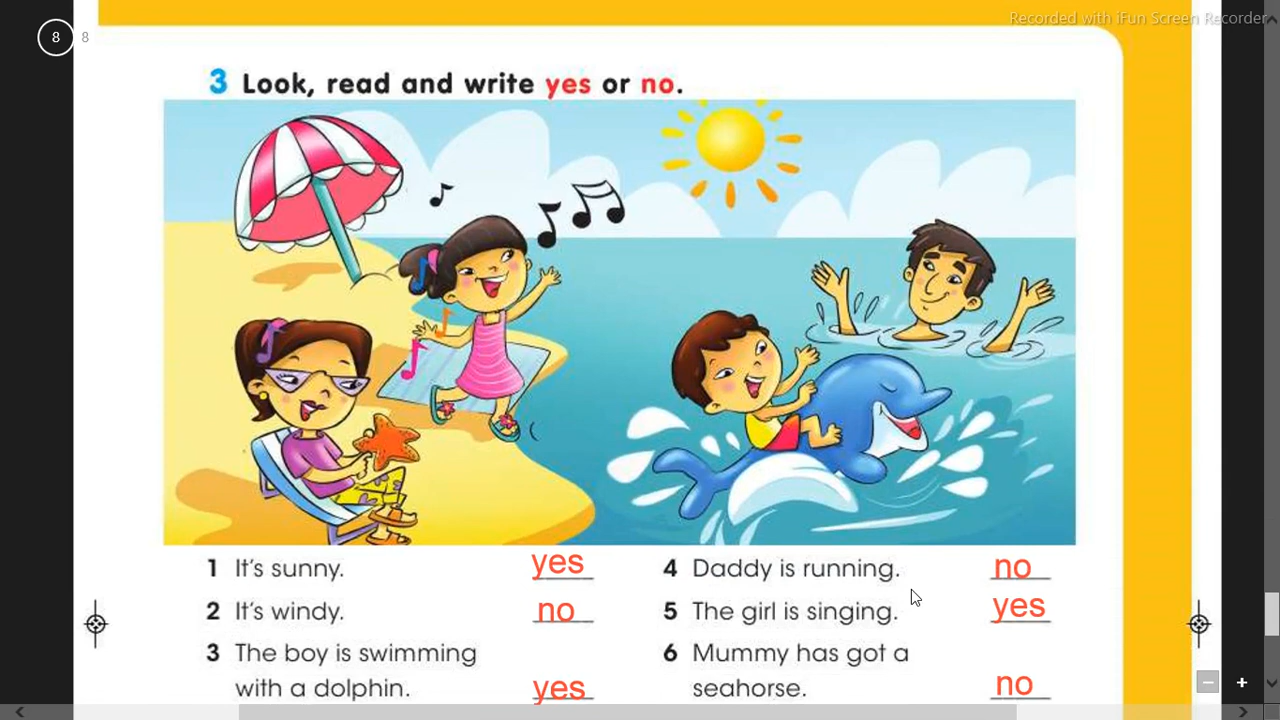 Recorded with iFun Screen Recorder
8 8
3 Look, read and write yes or no.
1 It's sunny. yes
2 It's windy. no
3 The boy is swimming
with a dolphin. yes
4 Daddy is running. no
5 The girl is singing. yes
6 Mummy has got a
seahorse. no